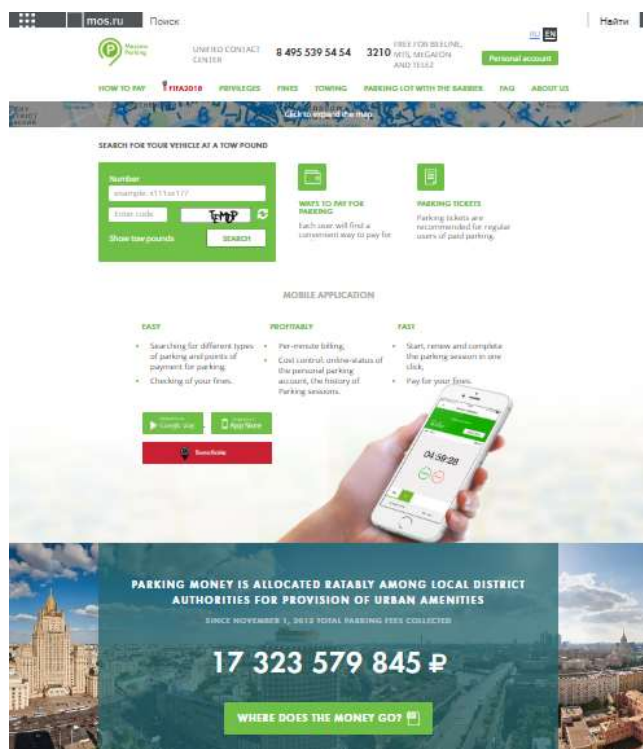 mos.ru Поиск Найти
RU EN
Moscow Parking
UNIFIED CONTACT CENTER
8 495 539 54 54
3210
FREE FOR BEELINE, MTS, MEGAFON AND TELE2
Personal account
HOW TO PAY FIFA2018 PRIVILEGES FINES TOWING PARKING LOT WITH THE BARRIER FAQ ABOUT US
Click to expand the map
SEARCH FOR YOUR VEHICLE AT A TOW POUND
Number
example: x111xx177
Enter code
Show tow pounds SEARCH
WAYS TO PAY FOR PARKING
Each user will find a
convenient way to pay for
PARKING TICKETS
Parking tickets are
recommended for regular
users of paid parking.
MOBILE APPLICATION
EASY
Searching for different types
of parking and points of
payment for parking;
Checking of your fines.
PROFITABLY
Per-minute billing,
Cost control: online-status of
the personal parking
account, the history of
Parking sessions.
FAST
Start, renew and complete
the parking session in one
click,
Pay for your fines.
Google Play
App Store
04:59:28
PARKING MONEY IS ALLOCATED RATABLY AMONG LOCAL DISTRICT
AUTHORITIES FOR PROVISION OF URBAN AMENITIES
SINCE NOVEMBER 1, 2012 TOTAL PARKING FEES COLLECTED
17 323 579 845 ₽
WHERE DOES THE MONEY GO?